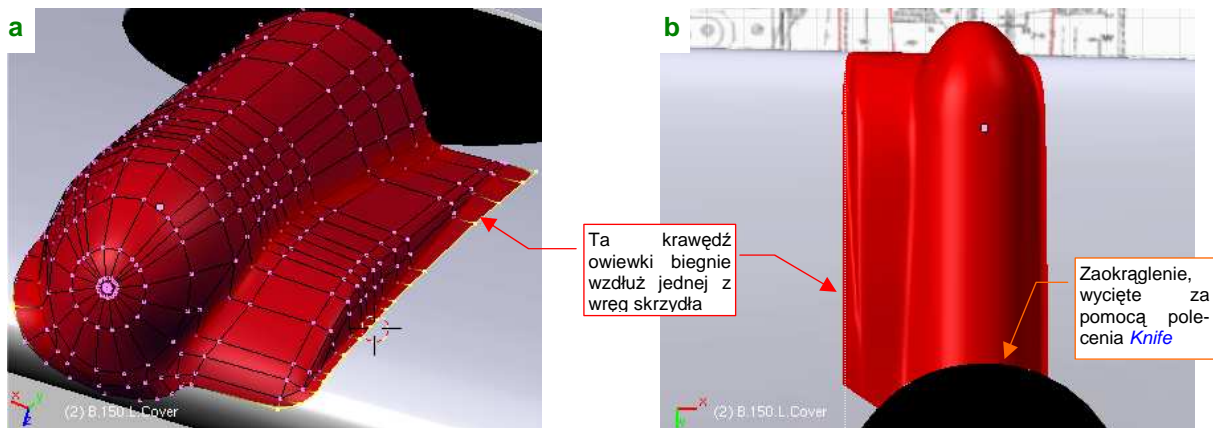 a
b
Ta krawędź
owiewki biegnie
wzdłuż jednej z
wręg skrzydła
Zaokrąglenie,
wycięte za
pomocą pole-
cenia Knife
x
y
z
(2) B.150.L.Cover
x
y
(2) B.150.L.Cover